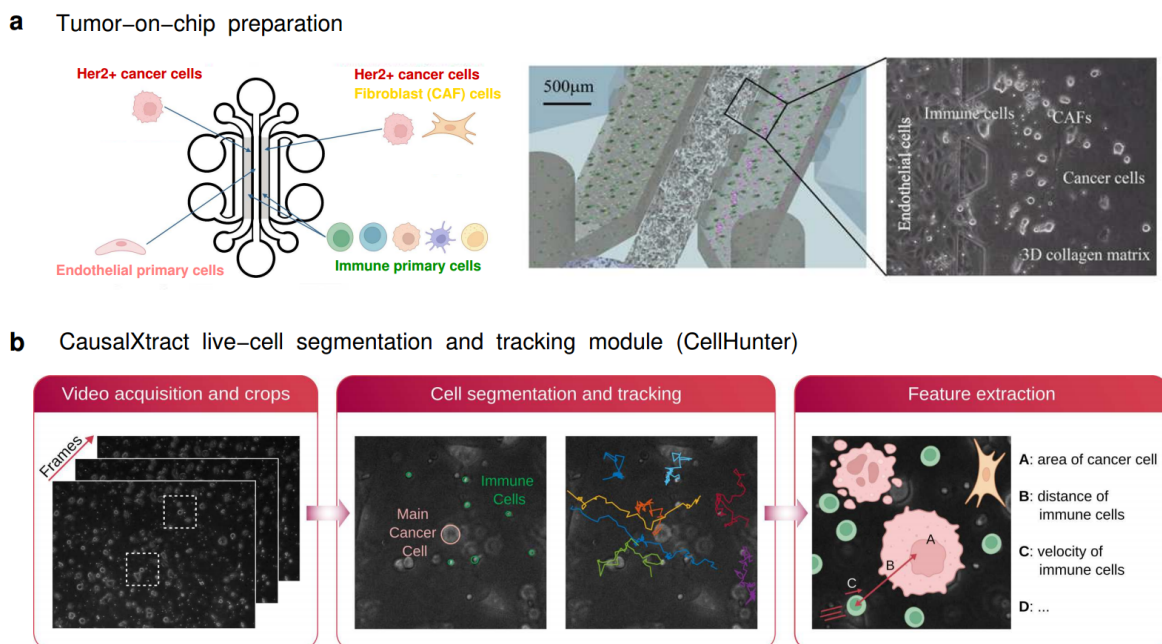 a Tumor−on−chip preparation
Her2+ cancer cells
Her2+ cancer cells
Fibroblast (CAF) cells
Endothelial primary cells
Immune primary cells
500μm
Endothelial cells
Immune cells
CAFs
Cancer cells
3D collagen matrix
b CausalXtract live−cell segmentation and tracking module (CellHunter)
Video acquisition and crops
Frames
Cell segmentation and tracking
Immune
Cells
Main
Cancer
Cell
Feature extraction
A
B
C
A: area of cancer cell
B: distance of
immune cells
C: velocity of
immune cells
D: ...